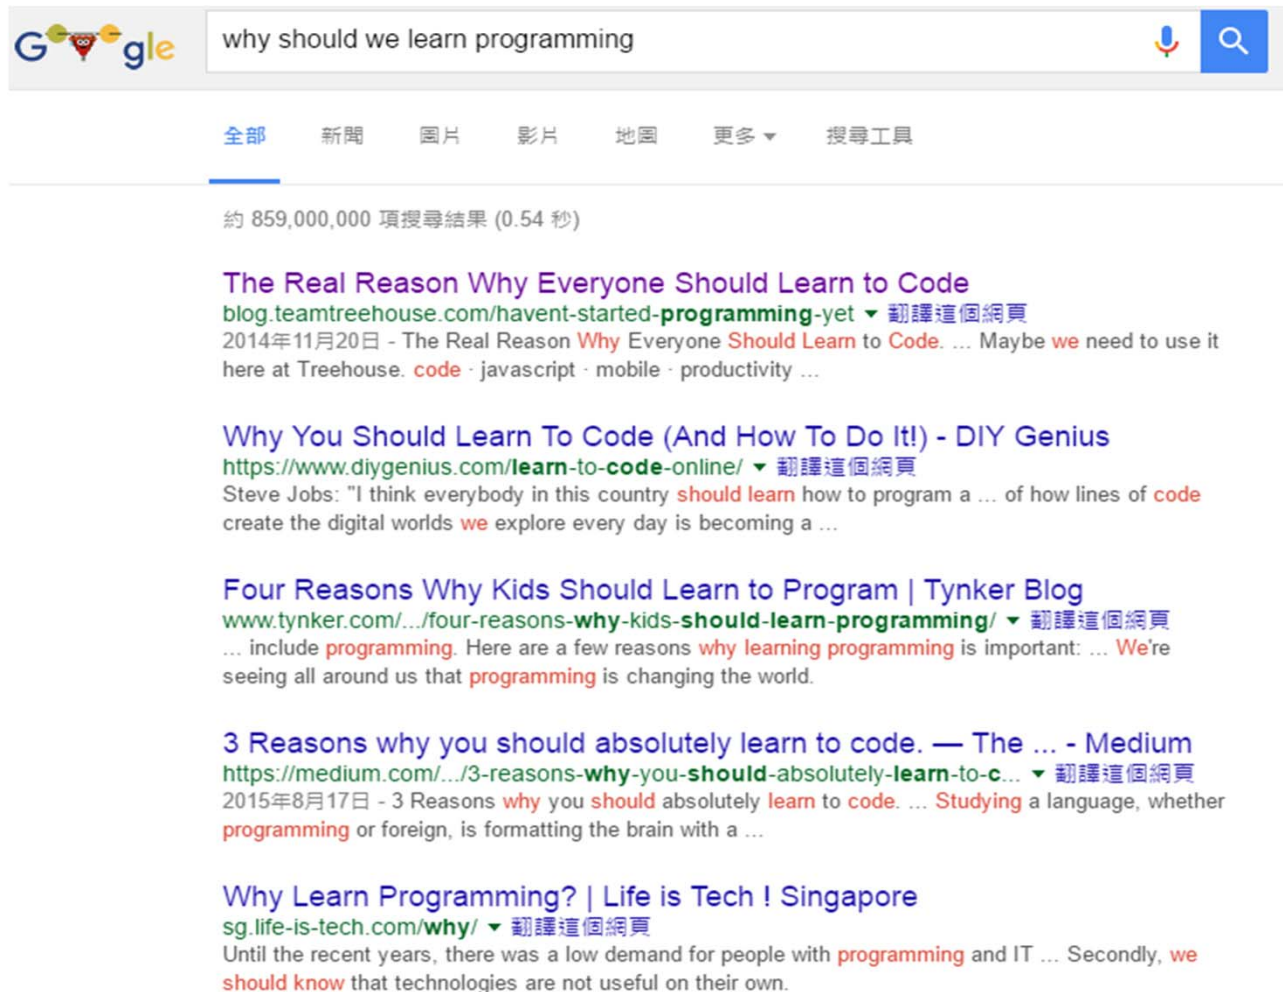 Google
why should we learn programming
全部 新聞 圖片 影片 地圖 更多 ▾ 搜尋工具
約 859,000,000 項搜尋結果 (0.54 秒)
The Real Reason Why Everyone Should Learn to Code
blog.teamtreehouse.com/havent-started-programming-yet ▾ 翻譯這個網頁
2014年11月20日 - The Real Reason Why Everyone Should Learn to Code. ... Maybe we need to use it
here at Treehouse. code · javascript · mobile · productivity ...
Why You Should Learn To Code (And How To Do It!) - DIY Genius
https://www.diygenius.com/learn-to-code-online/ ▾ 翻譯這個網頁
Steve Jobs: "I think everybody in this country should learn how to program a ... of how lines of code
create the digital worlds we explore every day is becoming a ...
Four Reasons Why Kids Should Learn to Program | Tynker Blog
www.tynker.com/.../four-reasons-why-kids-should-learn-programming/ ▾ 翻譯這個網頁
... include programming. Here are a few reasons why learning programming is important: ... We're
seeing all around us that programming is changing the world.
3 Reasons why you should absolutely learn to code. — The ... - Medium
https://medium.com/.../3-reasons-why-you-should-absolutely-learn-to-c... ▾ 翻譯這個網頁
2015年8月17日 - 3 Reasons why you should absolutely learn to code. ... Studying a language, whether
programming or foreign, is formatting the brain with a ...
Why Learn Programming? | Life is Tech ! Singapore
sg.life-is-tech.com/why/ ▾ 翻譯這個網頁
Until the recent years, there was a low demand for people with programming and IT ... Secondly, we
should know that technologies are not useful on their own.